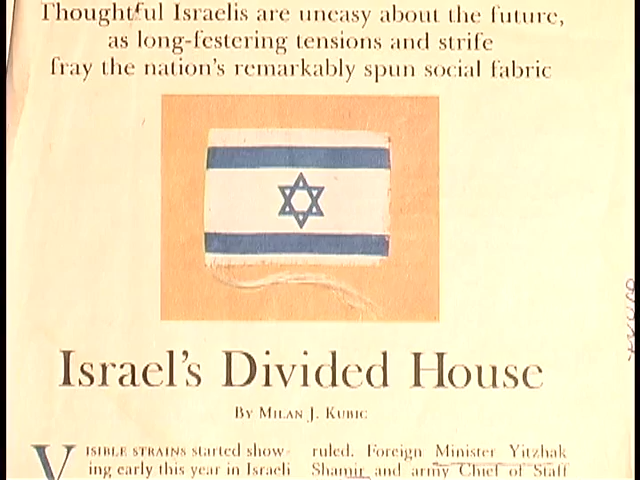 Thoughtful Israelis are uneasy about the future,
as long-festering tensions and strife
fray the nation's remarkably spun social fabric
Israel's Divided House
BY MILAN J. KUBIC
VISIBLE STRAINS started show-
ing early this year in Israeli
ruled. Foreign Minister Yitzhak
Shamir and army Chief of Staff